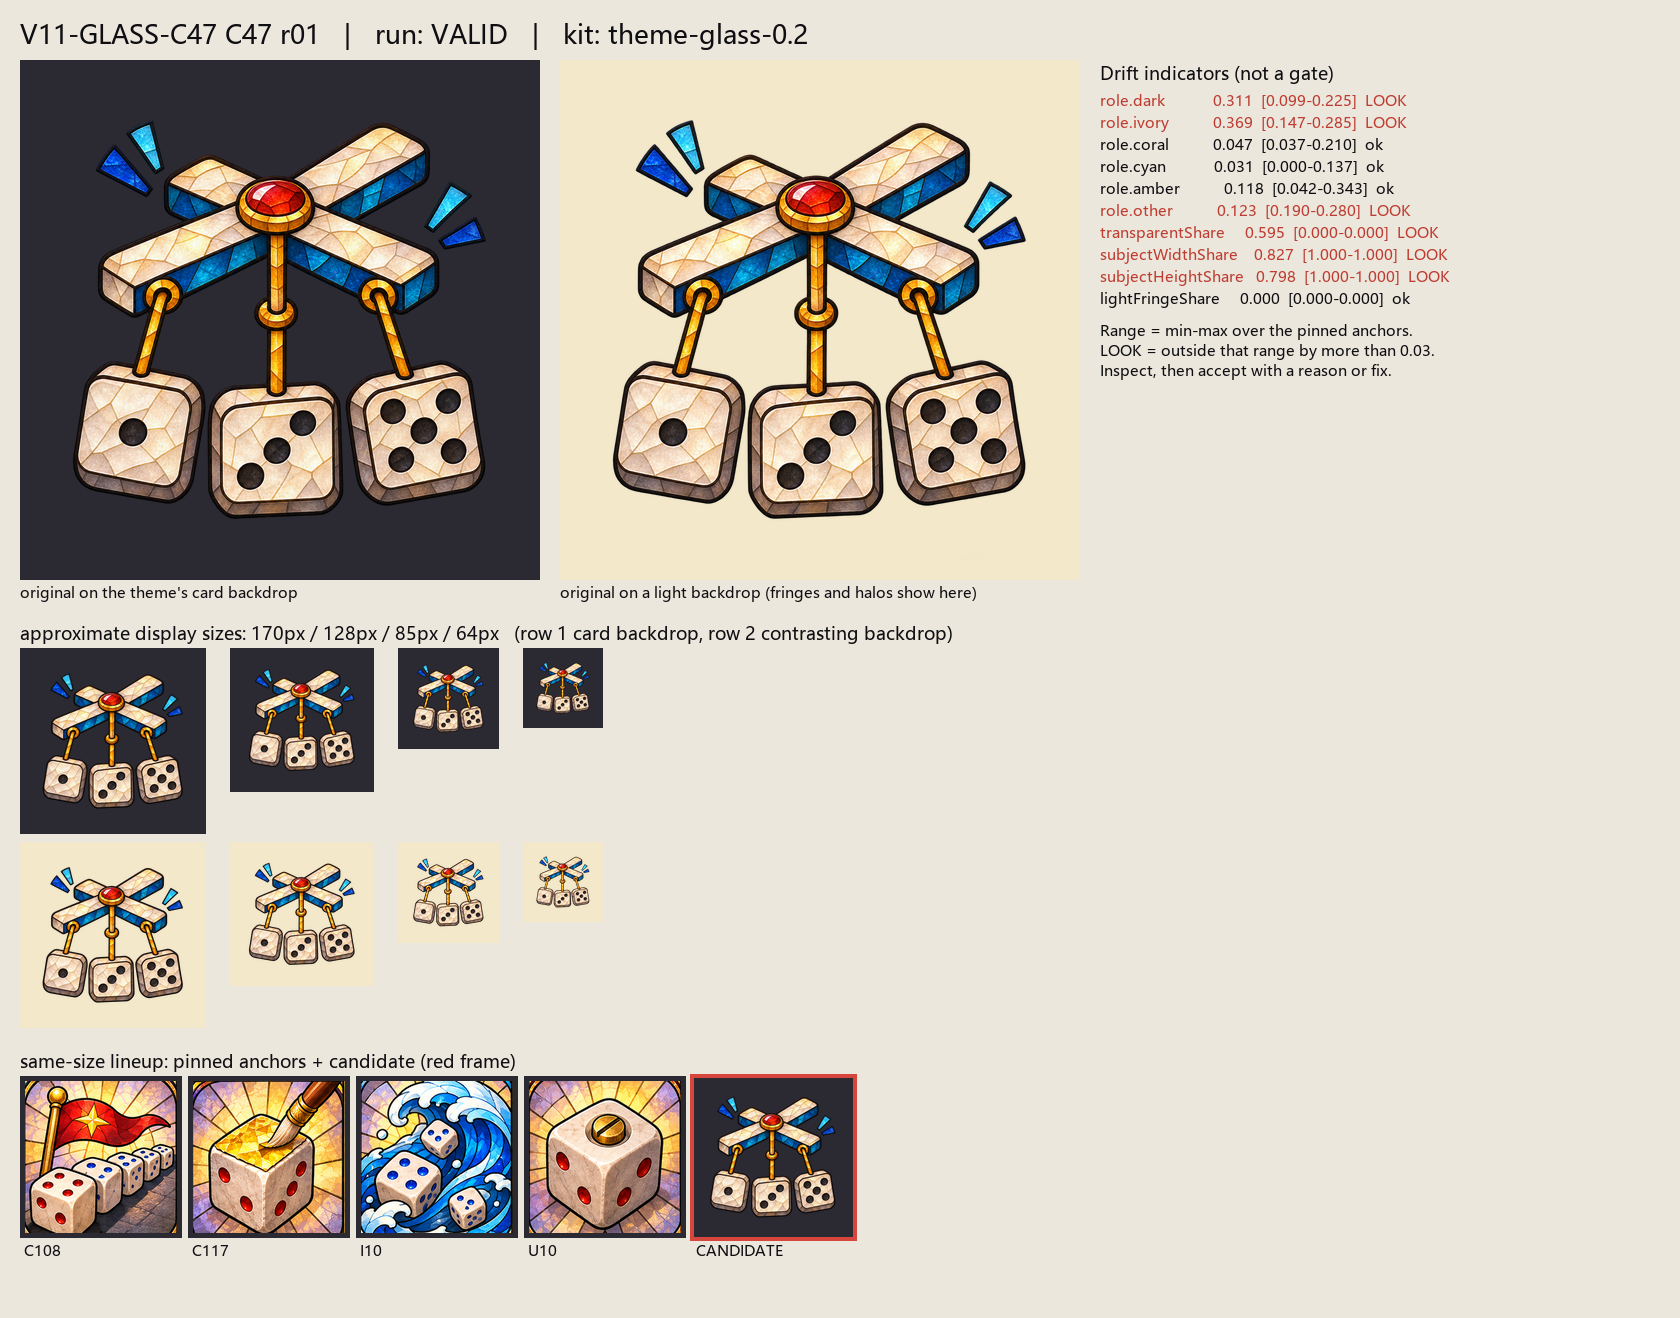 V11-GLASS-C47 C47 r01 | run: VALID | kit: theme-glass-0.2
Drift indicators (not a gate)
role.dark 0.311 [0.099-0.225] LOOK
role.ivory 0.369 [0.147-0.285] LOOK
role.coral 0.047 [0.037-0.210] ok
role.cyan 0.031 [0.000-0.137] ok
role.amber 0.118 [0.042-0.343] ok
role.other 0.123 [0.190-0.280] LOOK
transparentShare 0.595 [0.000-0.000] LOOK
subjectWidthShare 0.827 [1.000-1.000] LOOK
subjectHeightShare 0.798 [1.000-1.000] LOOK
lightFringeShare 0.000 [0.000-0.000] ok
Range = min-max over the pinned anchors.
LOOK = outside that range by more than 0.03.
Inspect, then accept with a reason or fix.
original on the theme's card backdrop
original on a light backdrop (fringes and halos show here)
approximate display sizes: 170px / 128px / 85px / 64px (row 1 card backdrop, row 2 contrasting backdrop)
same-size lineup: pinned anchors + candidate (red frame)
C108
C117
I10
U10
CANDIDATE